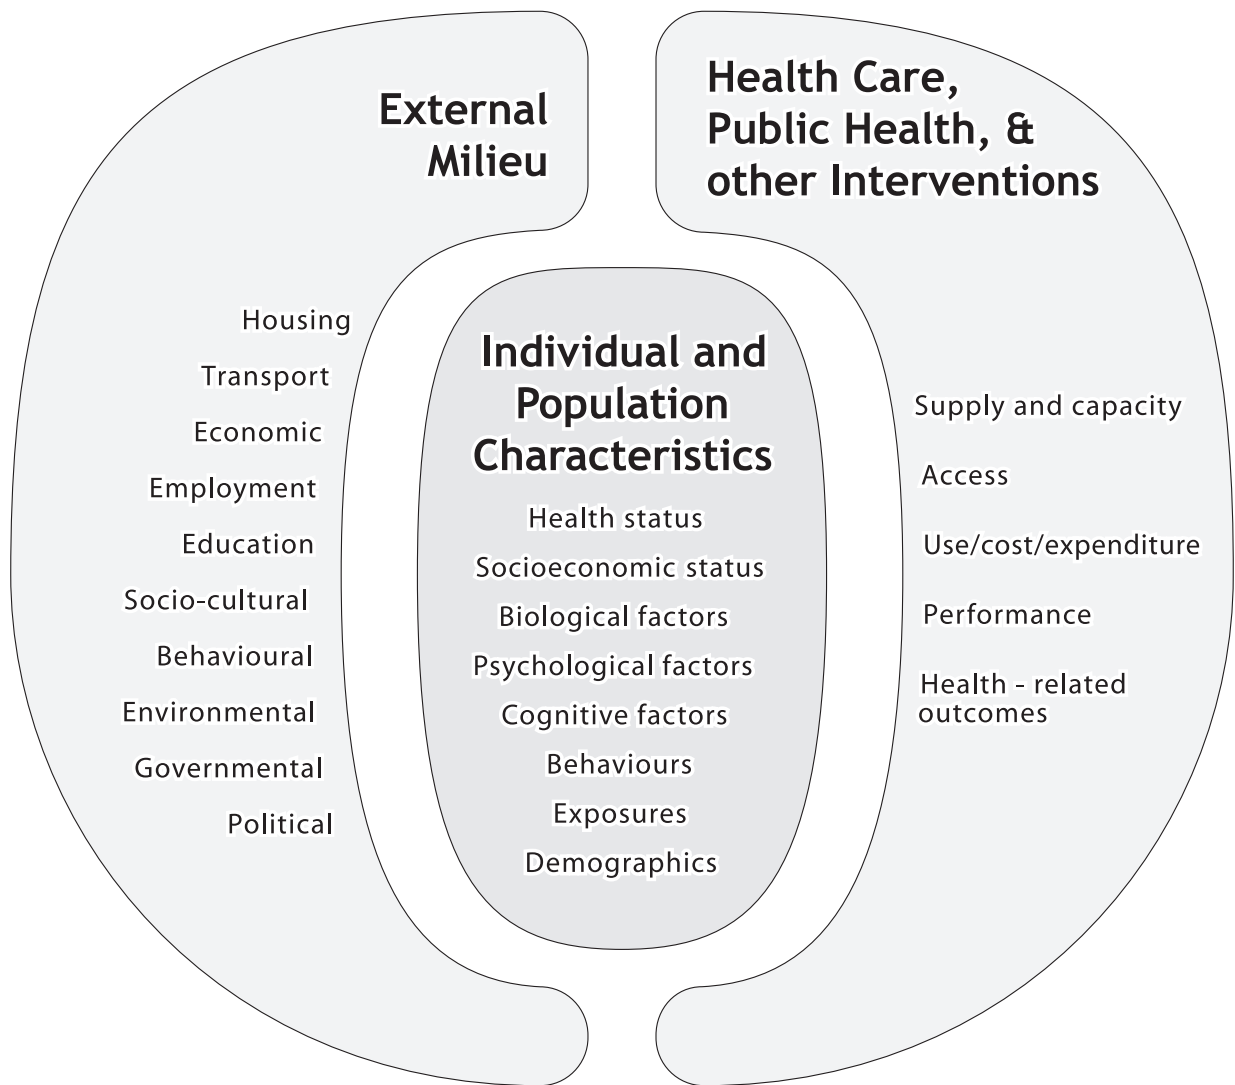 External
Milieu
Housing
Transport
Economic
Employment
Education
Socio-cultural
Behavioural
Environmental
Governmental
Political
Individual and
Population
Characteristics
Health status
Socioeconomic status
Biological factors
Psychological factors
Cognitive factors
Behaviours
Exposures
Demographics
Health Care,
Public Health, &
other Interventions
Supply and capacity
Access
Use/cost/expenditure
Performance
Health - related
outcomes